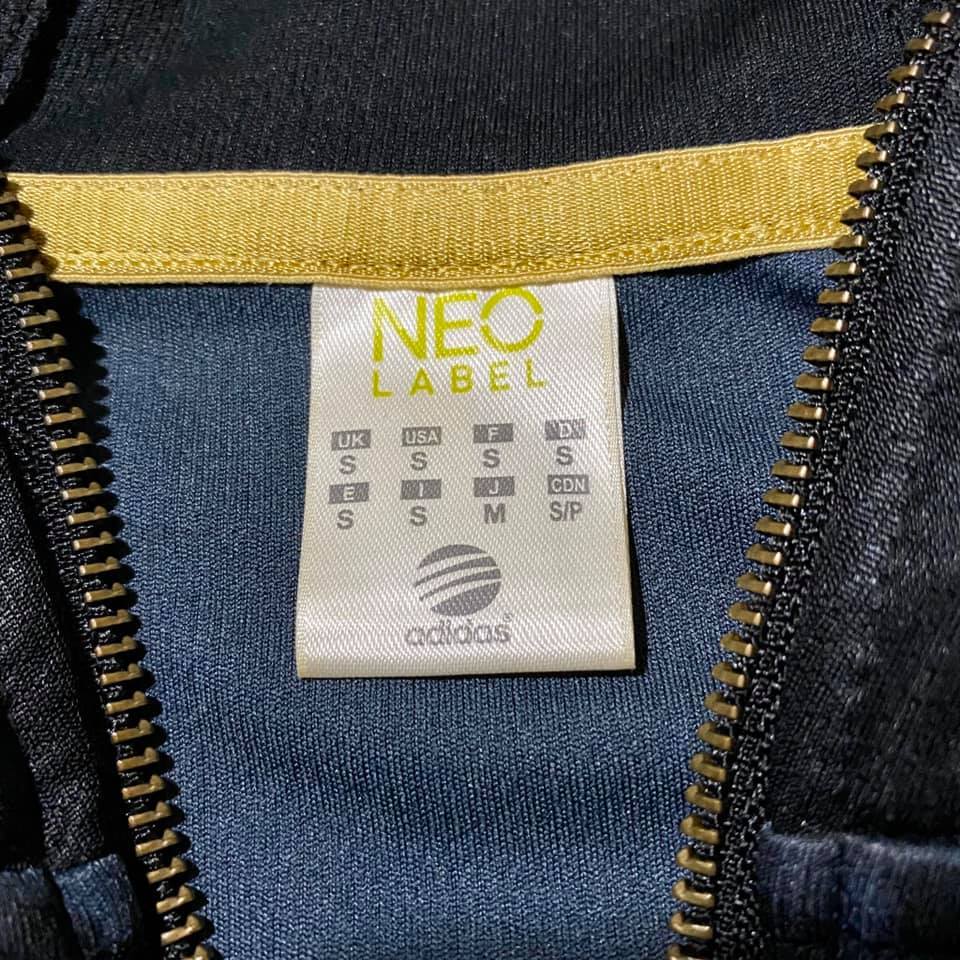 NEO
LABEL
UK USA F D
S S S S
E I J CDN
S S M S/P
adidas